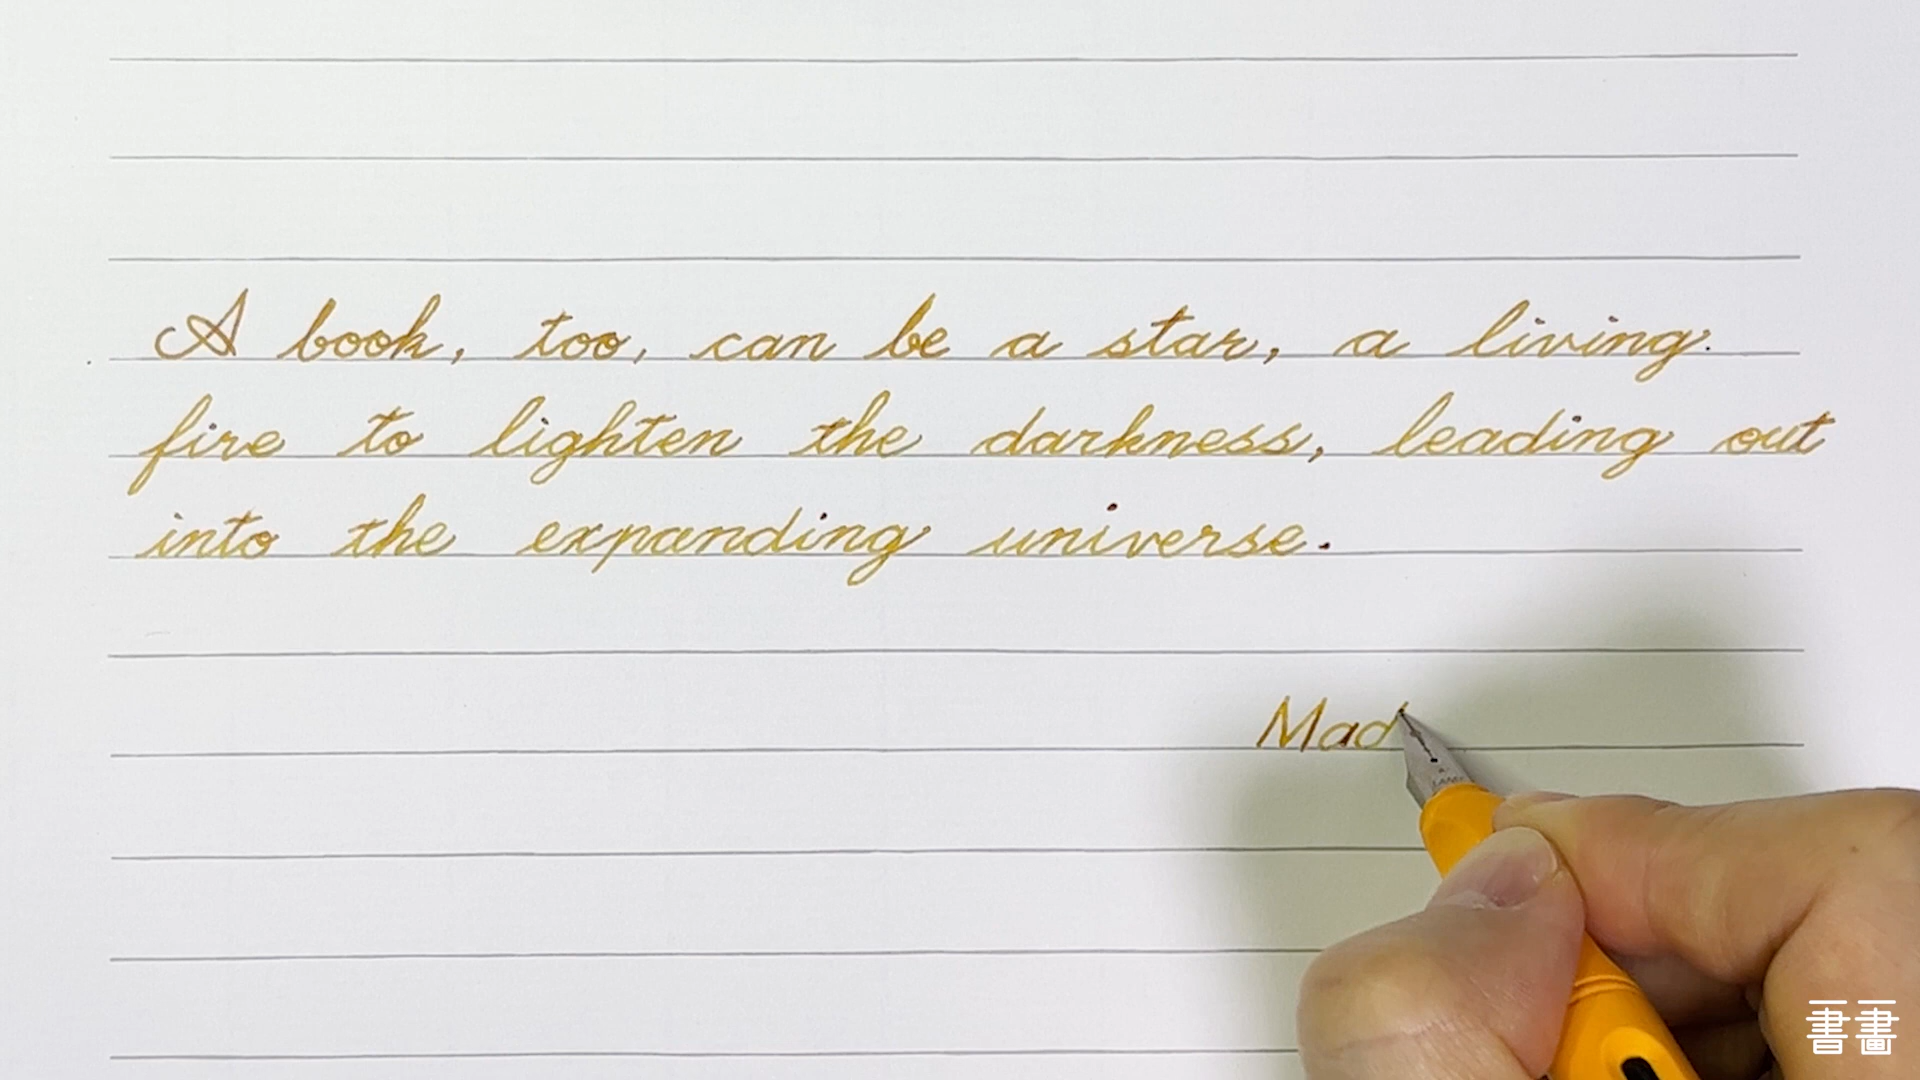 A book, too, can be a star, a living
fire to lighten the darkness, leading out
into the expanding universe.
Mad
書畫